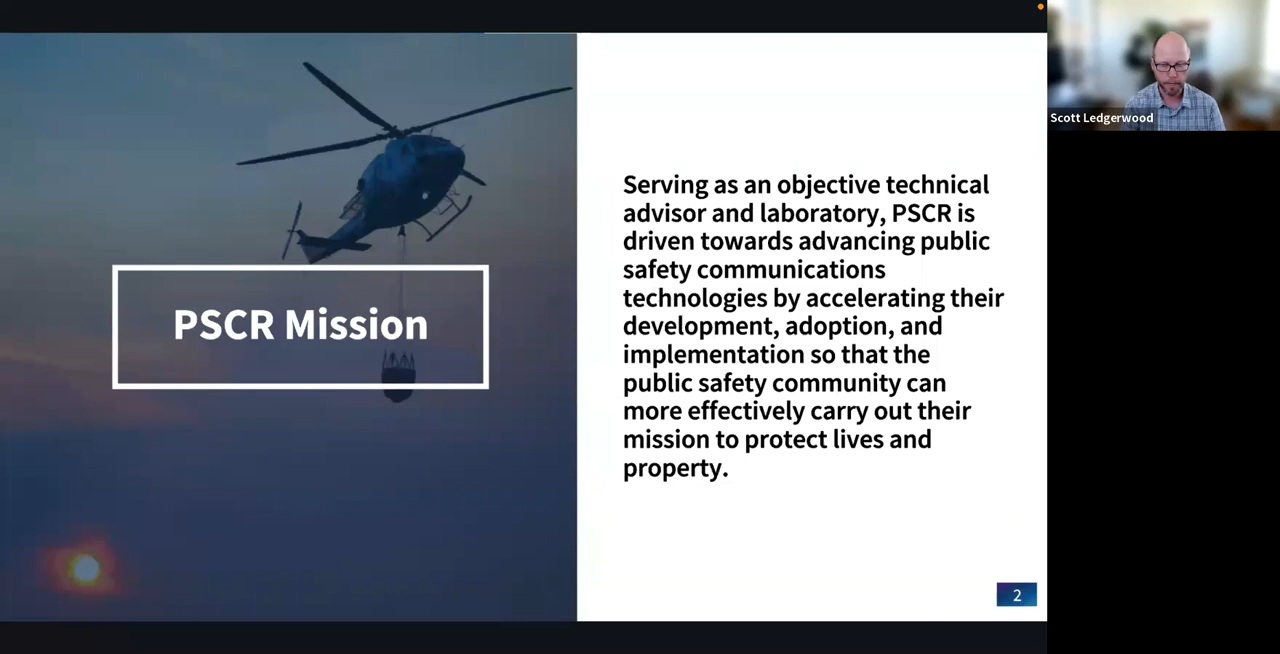 PSCR Mission
Serving as an objective technical
advisor and laboratory, PSCR is
driven towards advancing public
safety communications
technologies by accelerating their
development, adoption, and
implementation so that the
public safety community can
more effectively carry out their
mission to protect lives and
property.
2
Scott Ledgerwood